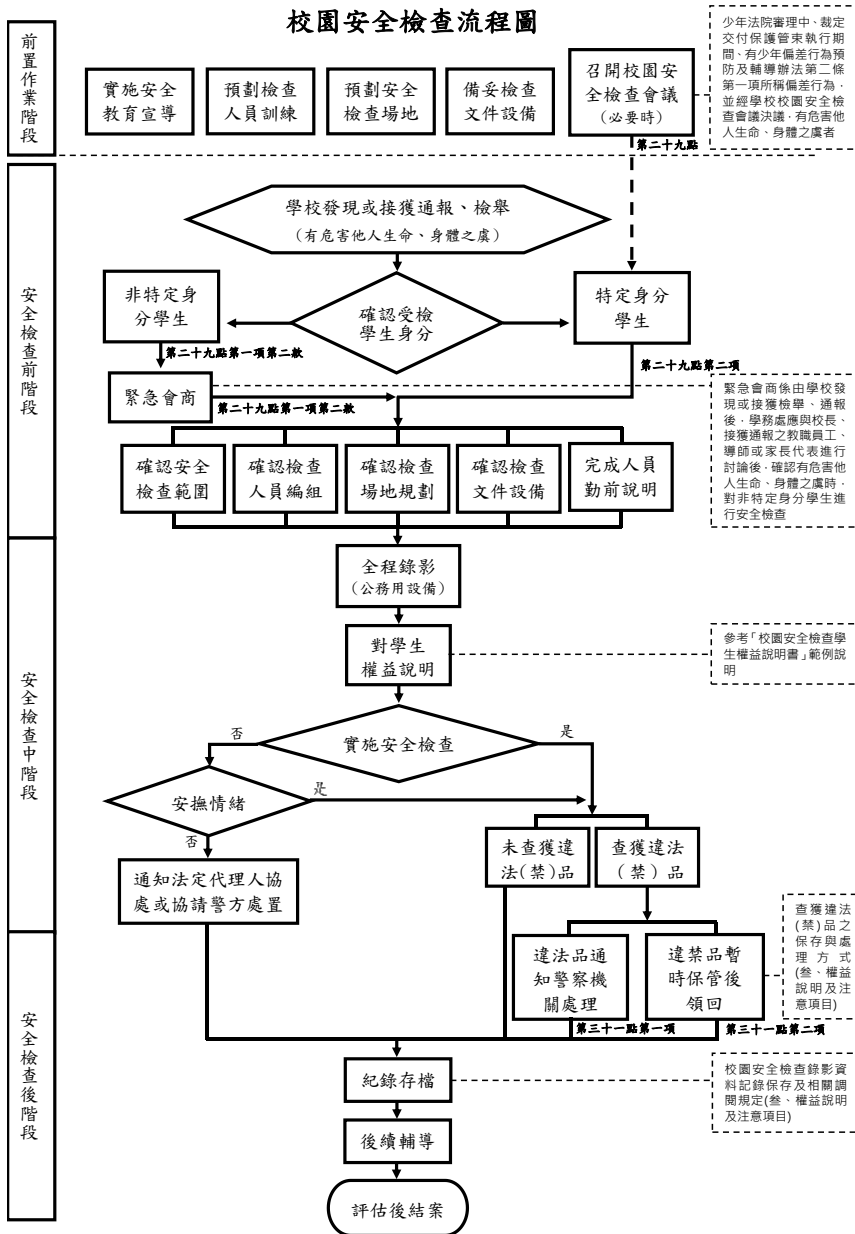 校園安全檢查流程圖
前置作業階段
實施安全
教育宣導
預劃檢查
人員訓練
預劃安全
檢查場地
備妥檢查
文件設備
召開校園安
全檢查會議
(必要時)
少年法院審理中、裁定
交付保護管束執行期
間、有少年偏差行為預
防及輔導辦法第二條
第一項所稱偏差行為,
並經學校校園安全檢
查會議決議,有危害他
人生命、身體之虞者
第二十九點
安全檢查前階段
學校發現或接獲通報、檢舉
(有危害他人生命、身體之虞)
非特定身
分學生
確認受檢
學生身分
特定身分
學生
第二十九點第一項第二款
第二十九點第二項
緊急會商
第二十九點第一項第二款
緊急會商係由學校發
現或接獲檢舉、通報
後,學務處應與校長、
接獲通報之教職員工、
導師或家長代表進行
討論後,確認有危害他
人生命、身體之虞時,
對非特定身分學生進
行安全檢查
確認安全
檢查範圍
確認檢查
人員編組
確認檢查
場地規劃
確認檢查
文件設備
完成人員
勤前說明
安全檢查中階段
全程錄影
(公務用設備)
對學生
權益說明
參考「校園安全檢查學
生權益說明書」範例說
明
實施安全檢查
否
是
安撫情緒
是
否
未查獲違
法(禁)品
查獲違法
(禁)品
通知法定代理人協
處或協請警方處置
安全檢查後階段
違法品通
知警察機
關處理
違禁品暫
時保管後
領回
查獲違法
(禁)品之
保存與處
理方式
(叁、權益
說明及注
意項目)
第三十一點第一項
第三十一點第二項
紀錄存檔
校園安全檢查錄影資
料記錄保存及相關調
閱規定(叁、權益說明
及注意項目)
後續輔導
評估後結案